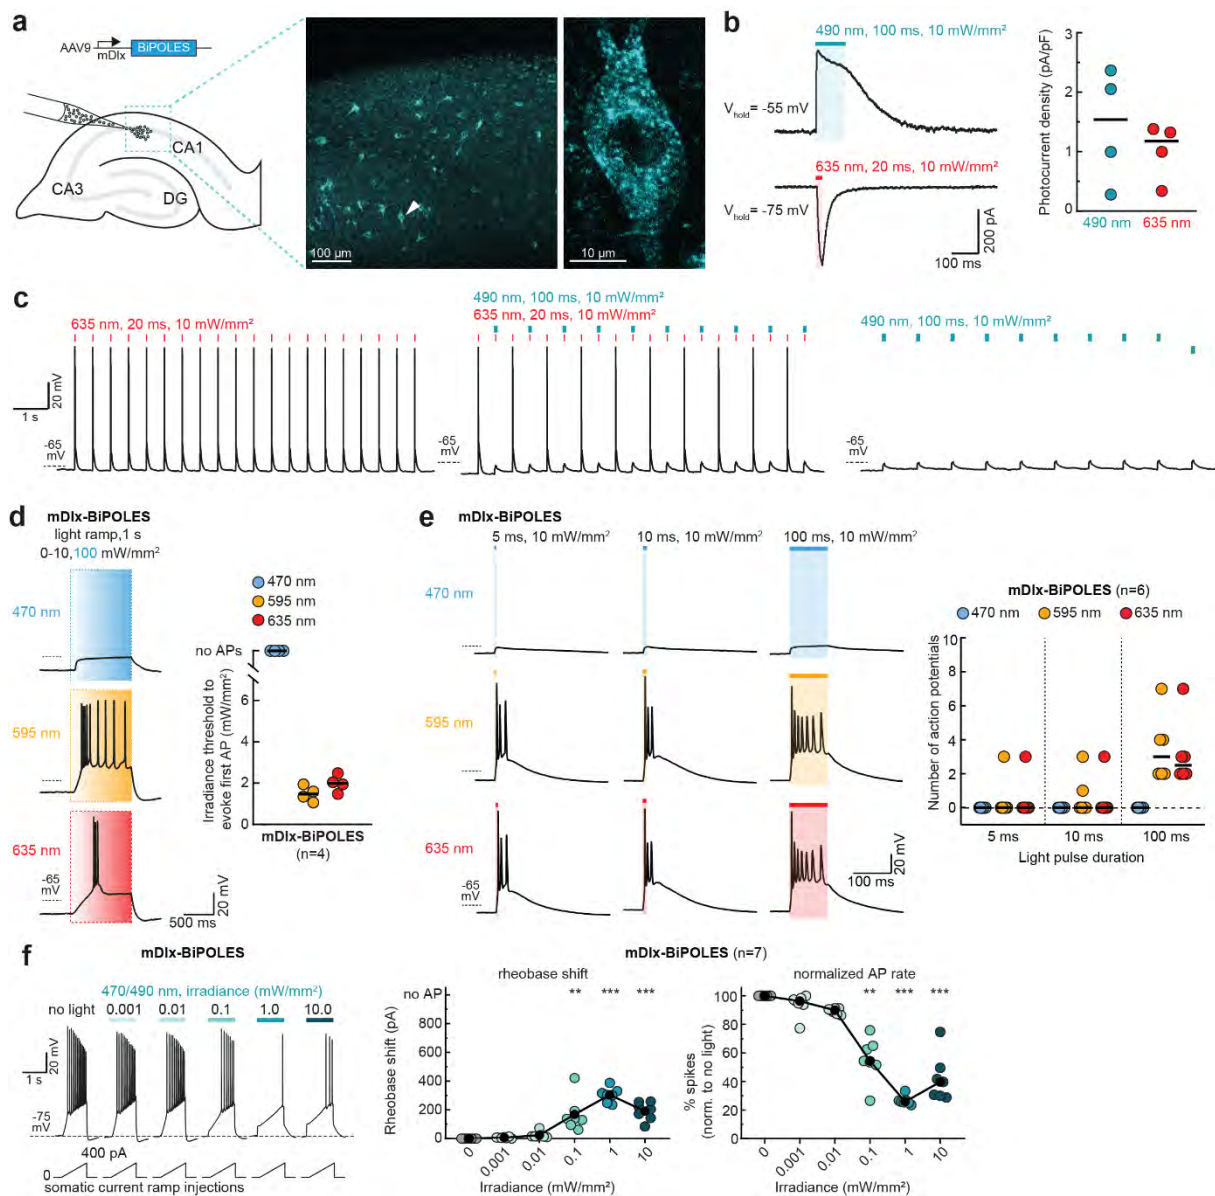 a
AAV9
mDlx
BiPOLES
CA1
CA3
DG
100 µm
10 µm
b
490 nm, 100 ms, 10 mW/mm²
Vhold = -55 mV
635 nm, 20 ms, 10 mW/mm²
Vhold = -75 mV
200 pA
100 ms
Photocurrent density (pA/pF)
3
2
1
0
490 nm
635 nm
c
635 nm, 20 ms, 10 mW/mm²
20 mV
1 s
-65
mV
490 nm, 100 ms, 10 mW/mm²
635 nm, 20 ms, 10 mW/mm²
-65
mV
490 nm, 100 ms, 10 mW/mm²
-65
mV
d
mDlx-BiPOLES
light ramp,1 s
0-10,100 mW/mm²
470 nm
595 nm
635 nm
-65
mV
20 mV
500 ms
470 nm
595 nm
635 nm
no APs
6
4
2
0
Irradiance threshold to
evoke first AP (mW/mm²)
mDlx-BiPOLES
(n=4)
e
mDlx-BiPOLES
5 ms, 10 mW/mm²
10 ms, 10 mW/mm²
100 ms, 10 mW/mm²
470 nm
595 nm
635 nm
-65
mV
20 mV
100 ms
mDlx-BiPOLES (n=6)
470 nm
595 nm
635 nm
Number of action potentials
10
8
6
4
2
0
5 ms
10 ms
100 ms
Light pulse duration
f
mDlx-BiPOLES
470/490 nm, irradiance (mW/mm²)
no light
0.001
0.01
0.1
1.0
10.0
20 mV
1 s
-75
mV
400 pA
0
somatic current ramp injections
mDlx-BiPOLES (n=7)
rheobase shift
no AP
** *** ***
Rheobase shift (pA)
800
600
400
200
0
0
0.001
0.01
0.1
1
10
Irradiance (mW/mm²)
normalized AP rate
** *** ***
% spikes
(norm. to no light)
100
80
60
40
20
0
0
0.001
0.01
0.1
1
10
Irradiance (mW/mm²)